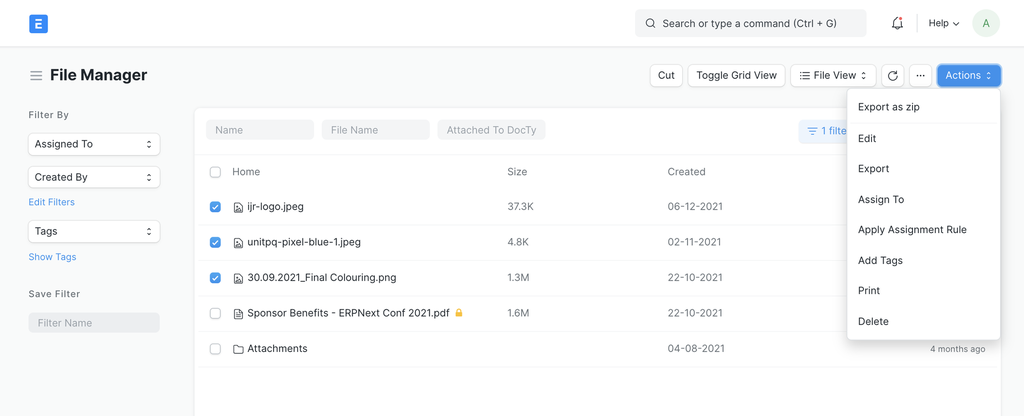 E
Search or type a command (Ctrl + G)
Help
A
File Manager
Cut
Toggle Grid View
File View
...
Actions
Filter By
Assigned To
Created By
Edit Filters
Tags
Show Tags
Save Filter
Filter Name
Name
File Name
Attached To DocTy
1 filte
Home
Size
Created
ijr-logo.jpeg
37.3K
06-12-2021
unitpq-pixel-blue-1.jpeg
4.8K
02-11-2021
30.09.2021_Final Colouring.png
1.3M
22-10-2021
Sponsor Benefits - ERPNext Conf 2021.pdf
1.6M
22-10-2021
Attachments
04-08-2021
4 months ago
Export as zip
Edit
Export
Assign To
Apply Assignment Rule
Add Tags
Print
Delete